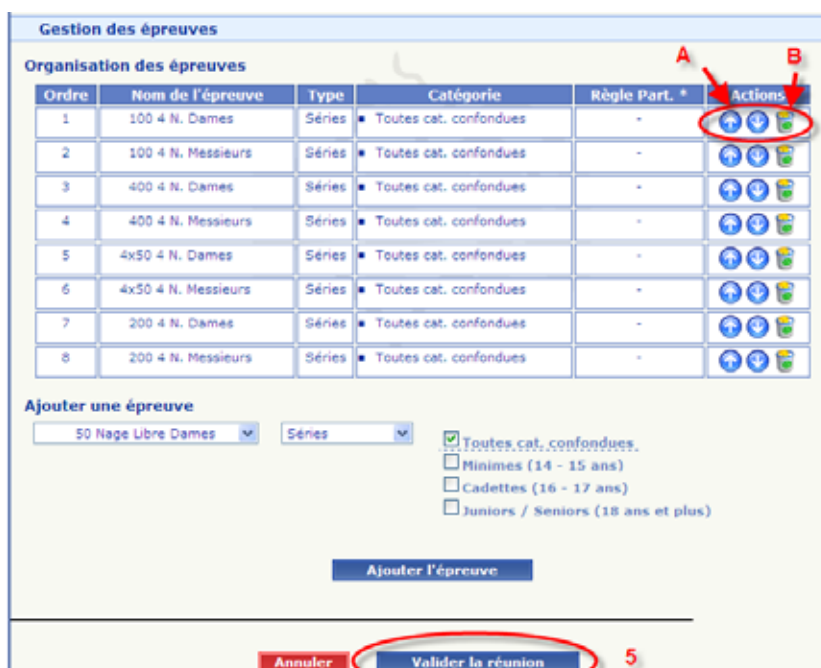 Gestion des épreuves
Organisation des épreuves
A B
Ordre Nom de l'épreuve Type Catégorie Règle Part. * Actions
1 100 4 N. Dames Séries Toutes cat. confondues -
2 100 4 N. Messieurs Séries Toutes cat. confondues -
3 400 4 N. Dames Séries Toutes cat. confondues -
4 400 4 N. Messieurs Séries Toutes cat. confondues -
5 4x50 4 N. Dames Séries Toutes cat. confondues -
6 4x50 4 N. Messieurs Séries Toutes cat. confondues -
7 200 4 N. Dames Séries Toutes cat. confondues -
8 200 4 N. Messieurs Séries Toutes cat. confondues -
Ajouter une épreuve
50 Nage Libre Dames Séries Toutes cat. confondues
Minimes (14 - 15 ans)
Cadettes (16 - 17 ans)
Juniors / Seniors (18 ans et plus)
Ajouter l'épreuve
Annuler Valider la réunion 5